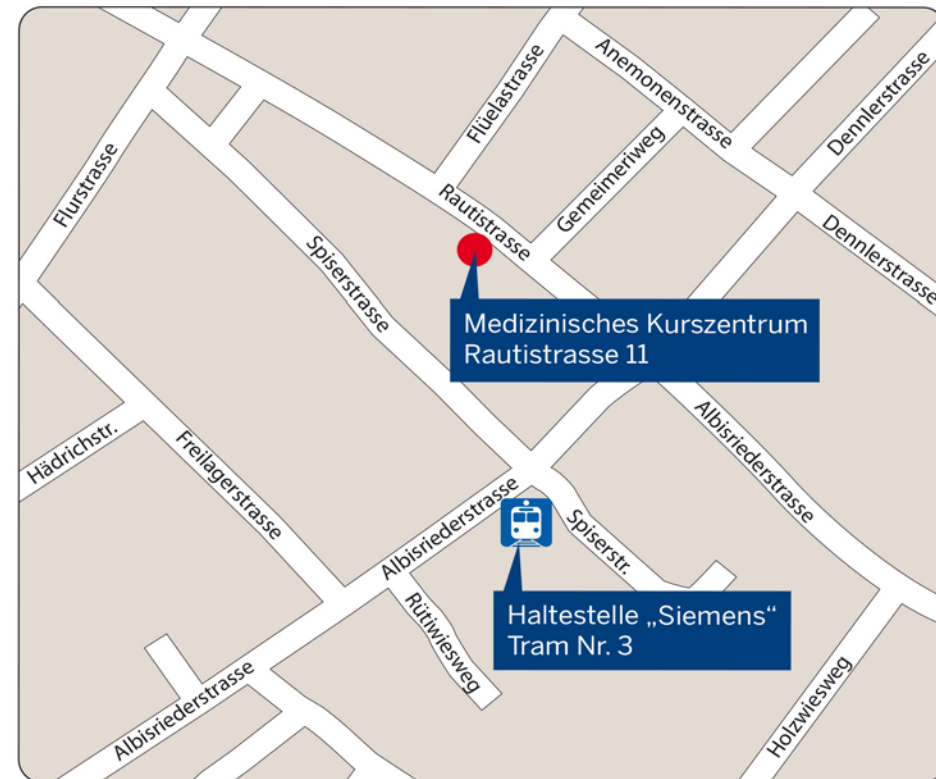 Flurstrasse
Flüelastrasse
Anemonenstrasse
Dennlerstrasse
Gemeimeriweg
Rautistrasse
Dennlerstrasse
Spiserstrasse
Medizinisches Kurszentrum
Rautistrasse 11
Hädrichstr.
Freilagerstrasse
Albisriederstrasse
Albisriederstrasse
Spiserstr.
Haltestelle „Siemens“
Tram Nr. 3
Rütiwiesweg
Albisriederstrasse
Holzwiesweg